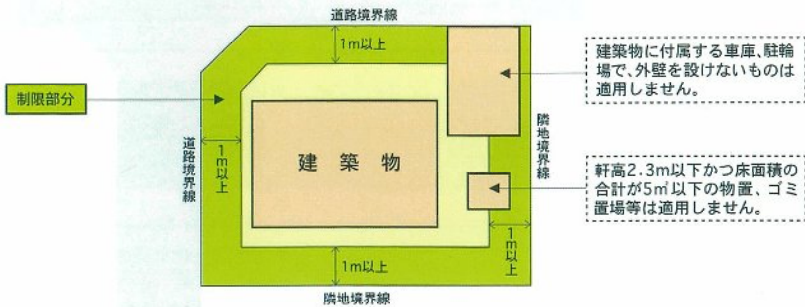 道路境界線
1m以上
建築物に付属する車庫、駐輪
場で、外壁を設けないものは
適用しません。
制限部分
道路境界線
1m以上
建築物
隣地境界線
軒高2.3m以下かつ床面積の
合計が5㎡以下の物置、ゴミ
置場等は適用しません。
1m以上
1m以上
隣地境界線